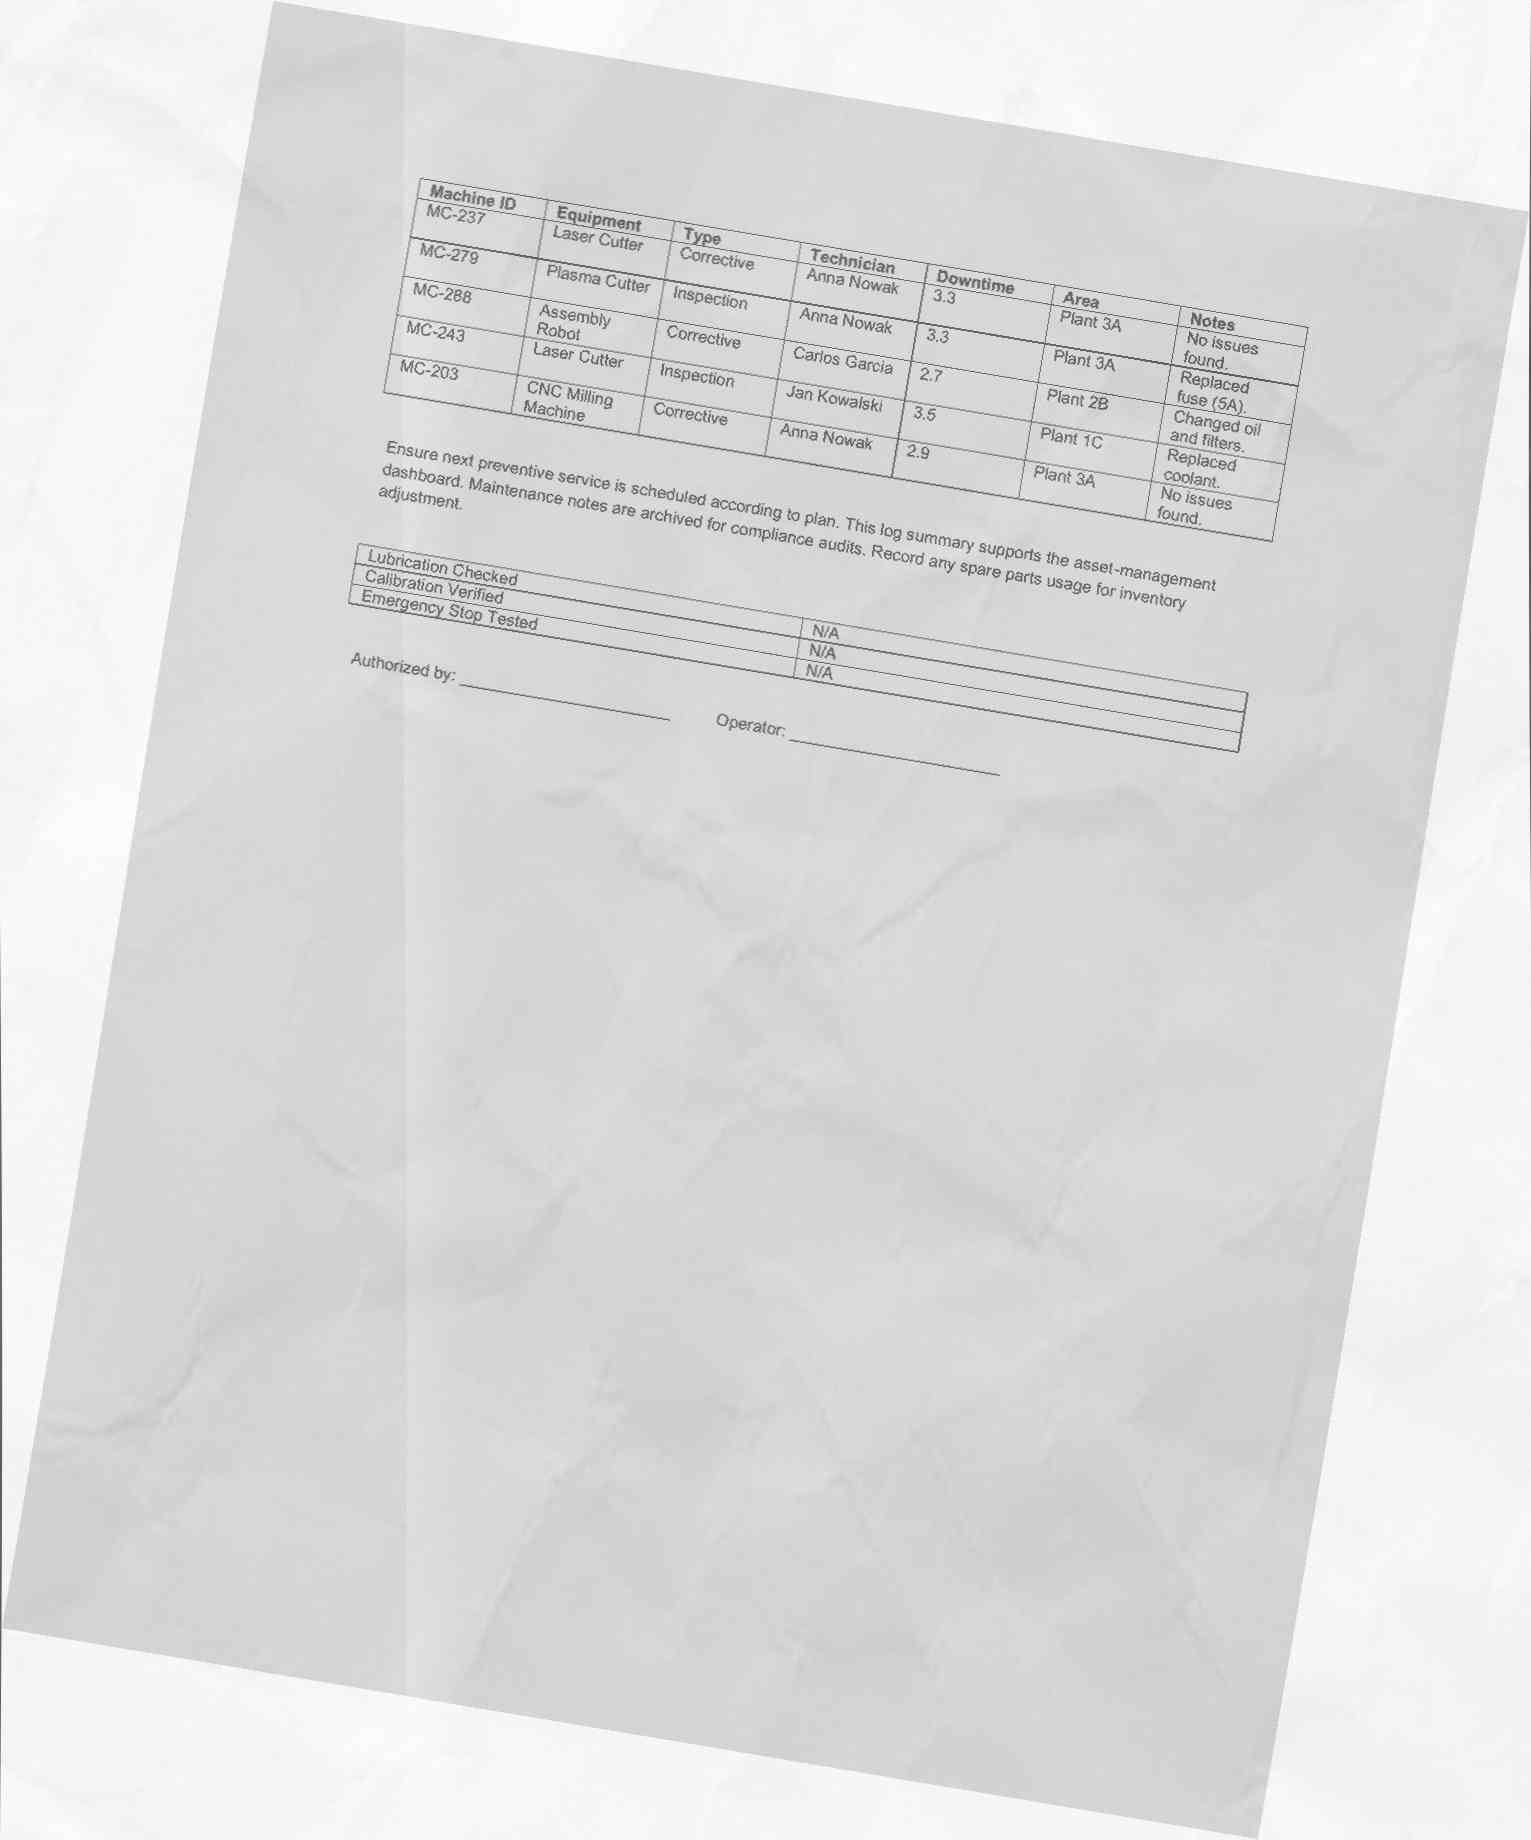 Machine ID Equipment Type Technician Downtime Area Notes
MC-237 Laser Cutter Corrective Anna Nowak 3.3 Plant 3A No issues
found.
MC-279 Plasma Cutter Inspection Anna Nowak 3.3 Plant 3A Replaced
fuse (5A).
MC-288 Assembly Corrective Carlos Garcia 2.7 Plant 2B Changed oil
Robot and filters.
MC-243 Laser Cutter Inspection Jan Kowalski 3.5 Plant 1C Replaced
coolant.
MC-203 CNC Milling Corrective Anna Nowak 2.9 Plant 3A No issues
Machine found.
Ensure next preventive service is scheduled according to plan. This log summary supports the asset-management
dashboard. Maintenance notes are archived for compliance audits. Record any spare parts usage for inventory
adjustment.
Lubrication Checked N/A
Calibration Verified N/A
Emergency Stop Tested N/A
Authorized by: ____________________ Operator: ____________________